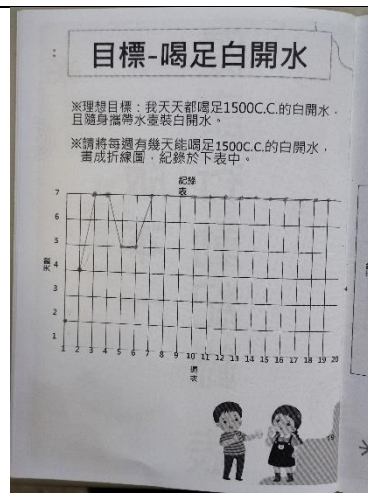 目標-喝足白開水
※理想目標：我天天都喝足1500C.C.的白開水，
且隨身攜帶水壺裝白開水。
※請將每週有幾天能喝足1500C.C.的白開水，
畫成折線圖，紀錄於下表中。
紀錄
表
7
6
5
4
3
2
1
天數
1 2 3 4 5 6 7 8 9 10 11 12 13 14 15 16 17 18 19 20
週
表
19